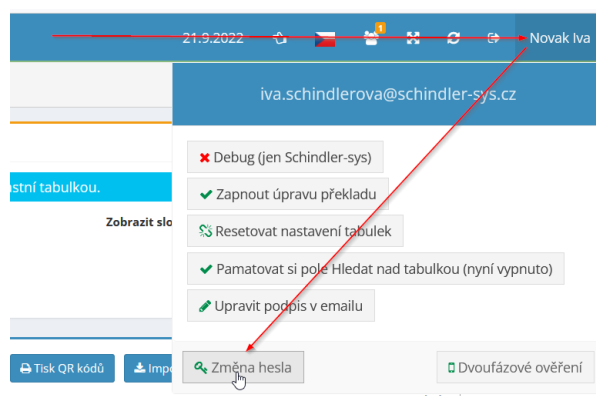 21.9.2022
1
Novak Iva
iva.schindlerova@schindler-sys.cz
Debug (jen Schindler-sys)
Zapnout úpravu překladu
Resetovat nastavení tabulek
Pamatovat si pole Hledat nad tabulkou (nyní vypnuto)
Upravit podpis v emailu
Změna hesla
Dvoufázové ověření
astní tabulkou.
Zobrazit slo
Tisk QR kódů
Impo